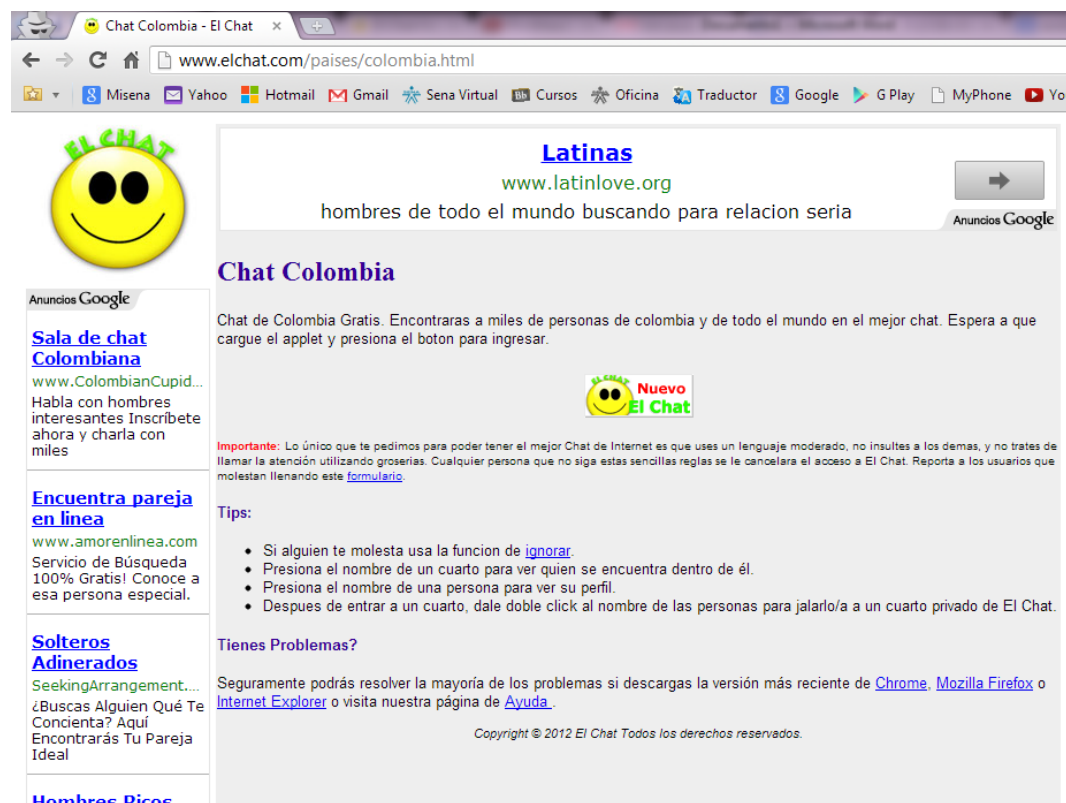 Chat Colombia - El Chat
www.elchat.com/paises/colombia.html
Misena Yahoo Hotmail Gmail Sena Virtual Bb Cursos Oficina Traductor Google G Play MyPhone Yo
EL CHAT
Latinas
www.latinlove.org
hombres de todo el mundo buscando para relacion seria
Anuncios Google
Anuncios Google
Sala de chat
Colombiana
www.ColombianCupid...
Habla con hombres
interesantes Inscríbete
ahora y charla con
miles
Encuentra pareja
en linea
www.amorenlinea.com
Servicio de Búsqueda
100% Gratis! Conoce a
esa persona especial.
Solteros
Adinerados
SeekingArrangement....
¿Buscas Alguien Qué Te
Concienta? Aquí
Encontrarás Tu Pareja
Ideal
Hombres Ricos
Chat Colombia
Chat de Colombia Gratis. Encontraras a miles de personas de colombia y de todo el mundo en el mejor chat. Espera a que
cargue el applet y presiona el boton para ingresar.
EL CHAT
Nuevo
El Chat
Importante: Lo único que te pedimos para poder tener el mejor Chat de Internet es que uses un lenguaje moderado, no insultes a los demas, y no trates de
llamar la atención utilizando groserias. Cualquier persona que no siga estas sencillas reglas se le cancelara el acceso a El Chat. Reporta a los usuarios que
molestan llenando este formulario.
Tips:
Si alguien te molesta usa la funcion de ignorar.
Presiona el nombre de un cuarto para ver quien se encuentra dentro de él.
Presiona el nombre de una persona para ver su perfil.
Despues de entrar a un cuarto, dale doble click al nombre de las personas para jalarlo/a a un cuarto privado de El Chat.
Tienes Problemas?
Seguramente podrás resolver la mayoría de los problemas si descargas la versión más reciente de Chrome, Mozilla Firefox o
Internet Explorer o visita nuestra página de Ayuda .
Copyright © 2012 El Chat Todos los derechos reservados.